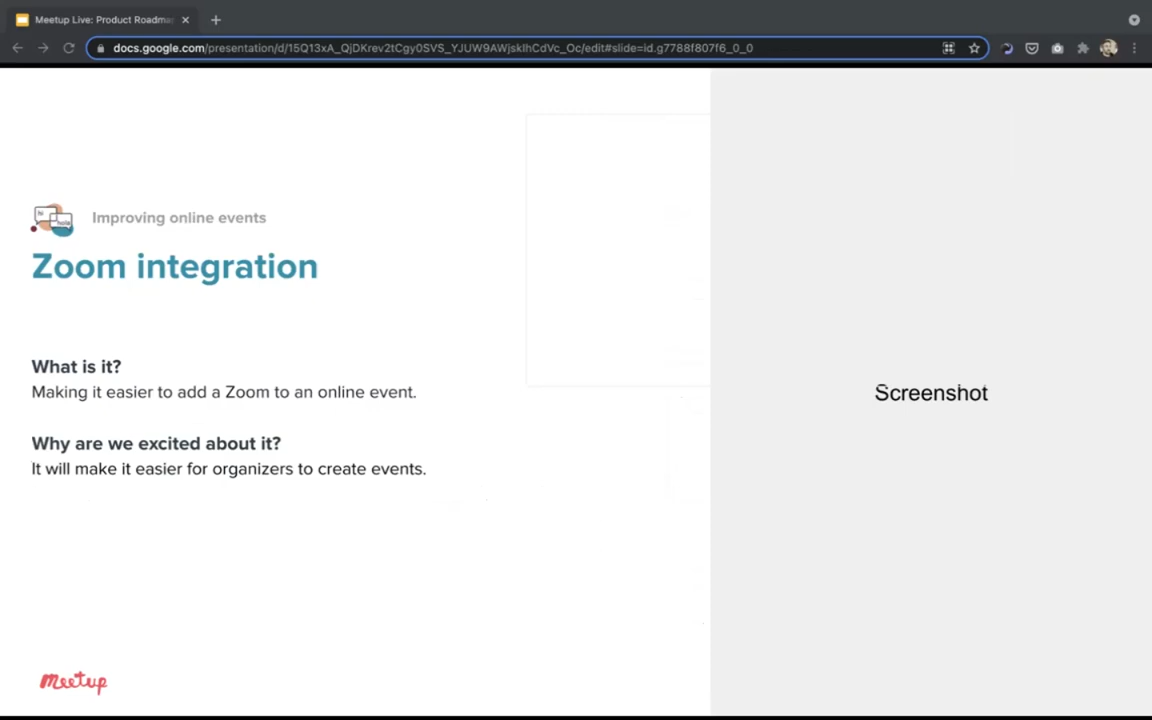 Meetup Live: Product Roadma
docs.google.com/presentation/d/15Q13xA_QjDKrev2tCgy0SVS_YJUW9AWjsklhCdVc_Oc/edit#slide=id.g7788f807f6_0_0
hi
hola
Improving online events
Zoom integration
What is it?
Making it easier to add a Zoom to an online event.
Why are we excited about it?
It will make it easier for organizers to create events.
Screenshot
meetup